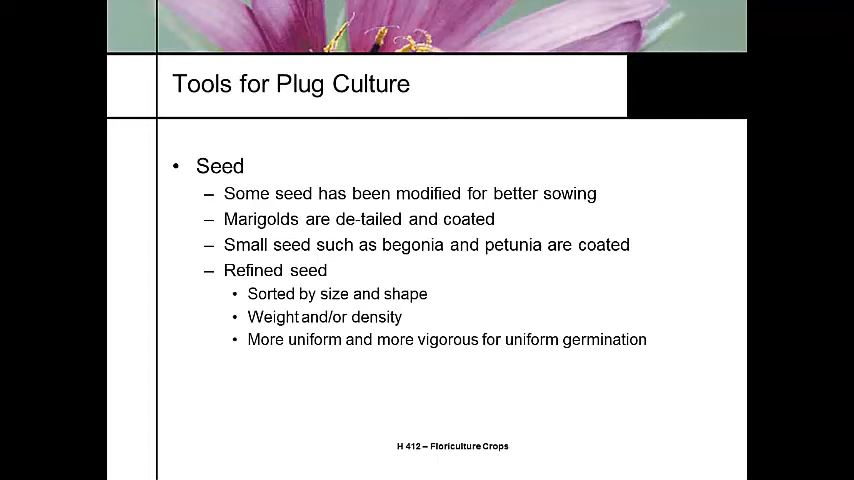 Tools for Plug Culture
• Seed
– Some seed has been modified for better sowing
– Marigolds are de-tailed and coated
– Small seed such as begonia and petunia are coated
– Refined seed
• Sorted by size and shape
• Weight and/or density
• More uniform and more vigorous for uniform germination
H 412 – Floriculture Crops